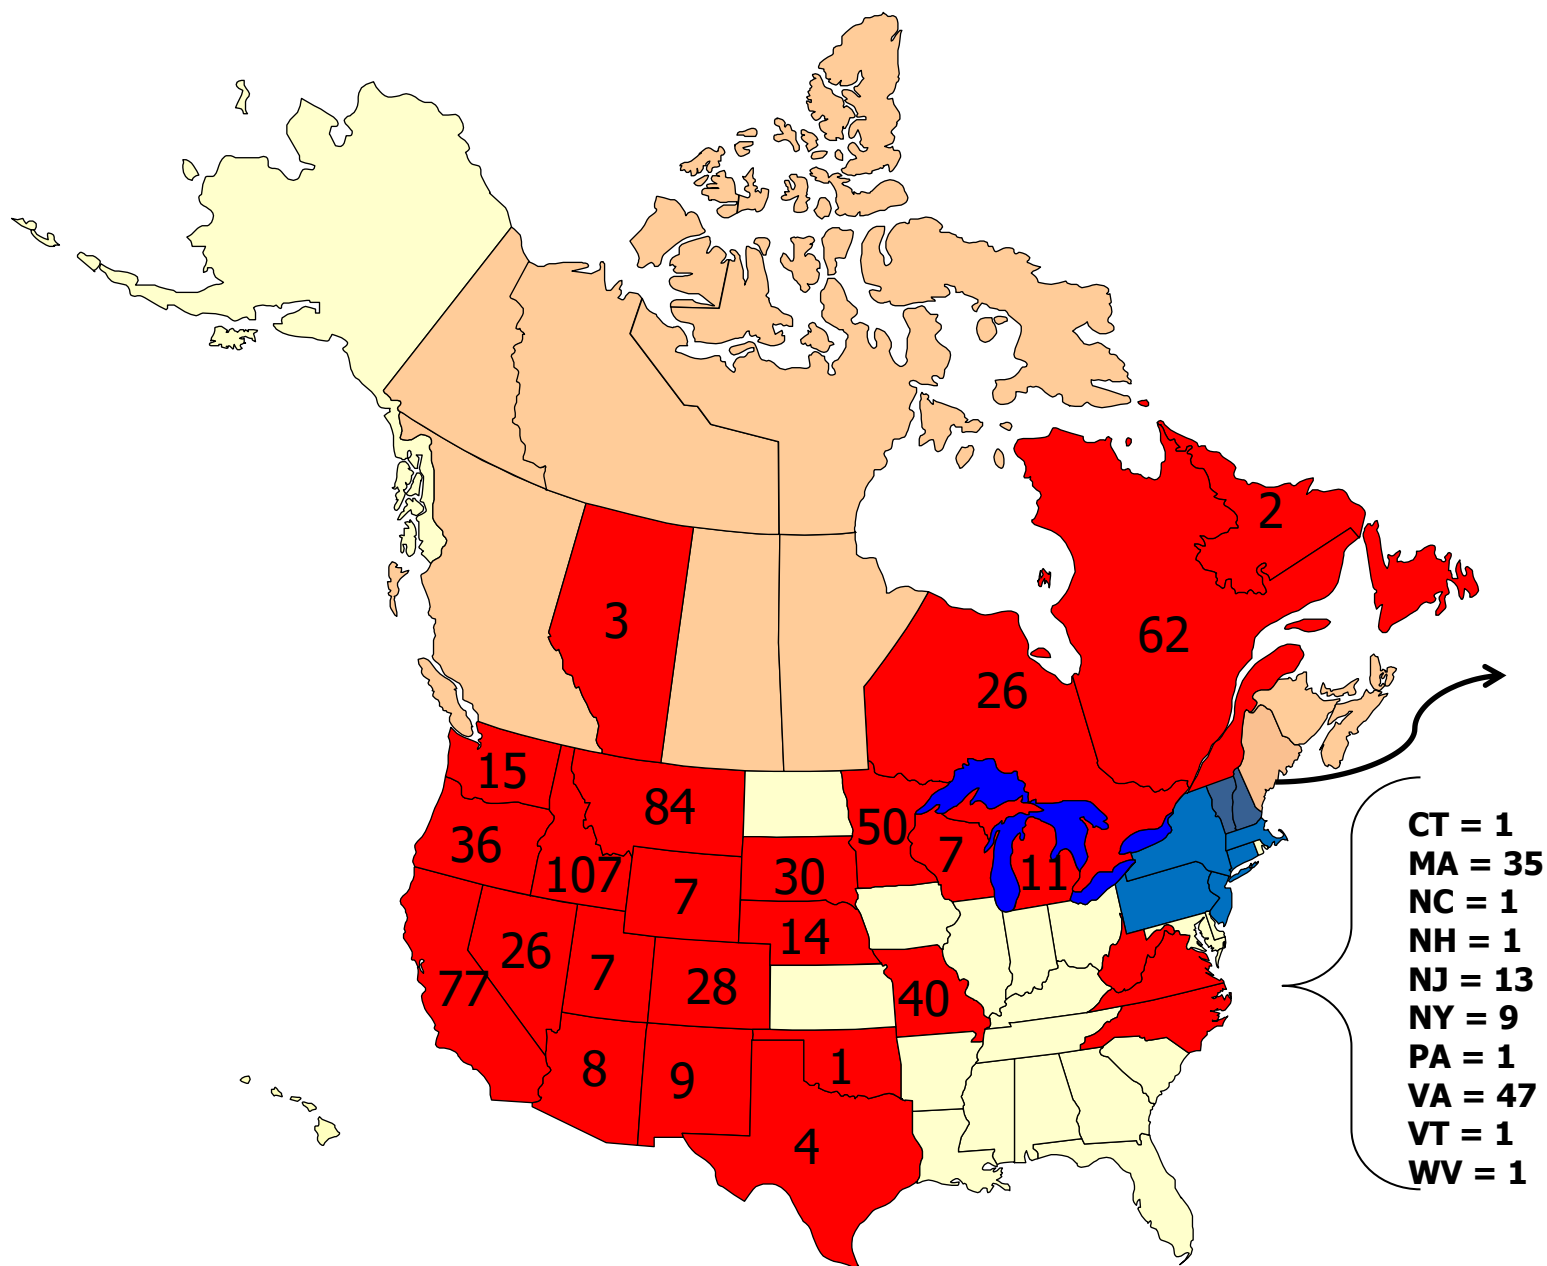 2
3
62
26
15
84
50
36
7
107
11
30
7
14
26
7
28
77
40
8
9
1
4
CT = 1
MA = 35
NC = 1
NH = 1
NJ = 13
NY = 9
PA = 1
VA = 47
VT = 1
WV = 1